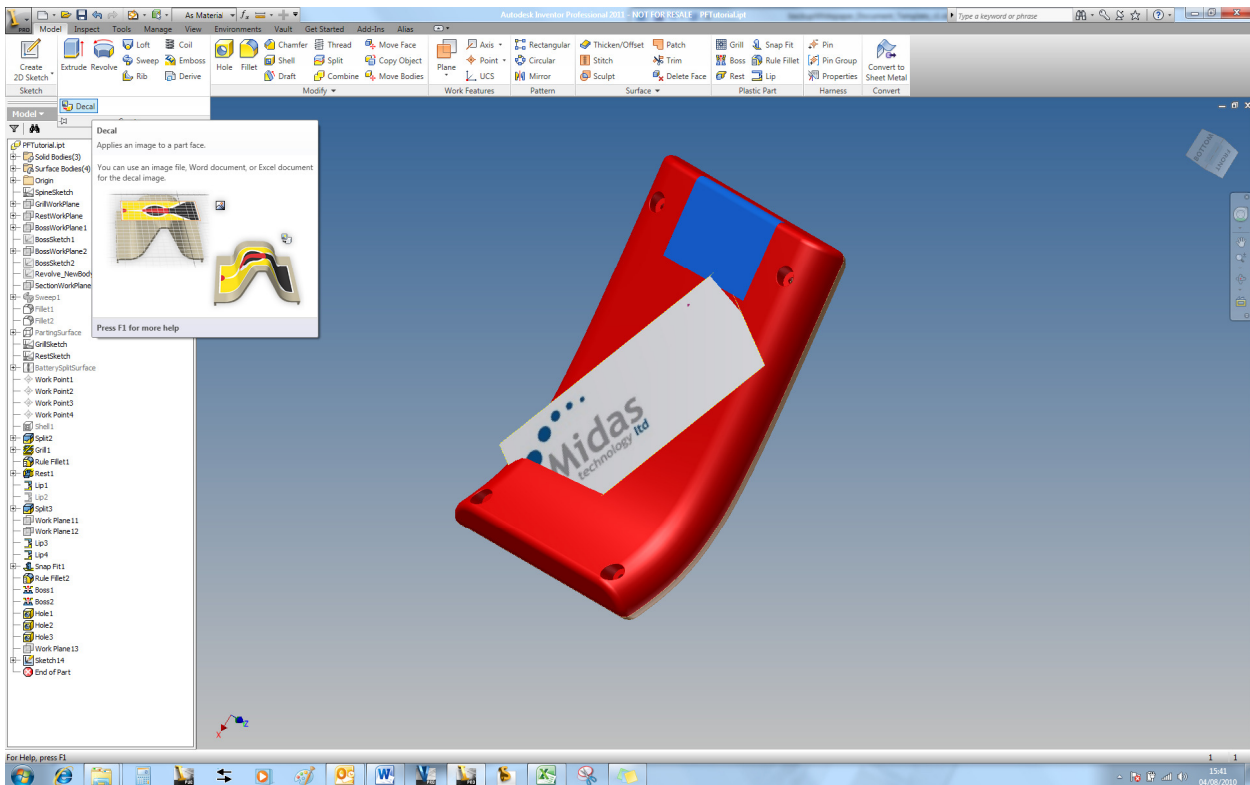 PRO
As Material
Autodesk Inventor Professional 2011 - NOT FOR RESALE PFTutorial.ipt
Type a keyword or phrase
Model Inspect Tools Manage View Environments Vault Get Started Add-Ins Alias
Loft Coil Chamfer Thread Move Face Axis Rectangular Thicken/Offset Patch Grill Snap Fit Pin
Sweep Emboss Shell Split Copy Object Point Circular Stitch Trim Boss Rule Fillet Pin Group
Create 2D Sketch Extrude Revolve Hole Fillet Plane Convert to Sheet Metal
Rib Derive Draft Combine Move Bodies UCS Mirror Sculpt Delete Face Rest Lip Properties
Sketch Modify Work Features Pattern Surface Plastic Part Harness Convert
Decal
Model
Decal
Applies an image to a part face.
You can use an image file, Word document, or Excel document
for the decal image.
Press F1 for more help
PFTutorial.ipt
Solid Bodies(3)
Surface Bodies(4)
Origin
SpineSketch
GrillWorkPlane
RestWorkPlane
BossWorkPlane1
BossSketch1
BossWorkPlane2
BossSketch2
Revolve_NewBody
SectionWorkPlane
Sweep1
Fillet1
Fillet2
PartingSurface
GrillSketch
RestSketch
BatterySplitSurface
Work Point1
Work Point2
Work Point3
Work Point4
Shell1
Split2
Grill1
Rule Fillet1
Rest1
Lip1
Lip2
Split3
Work Plane11
Work Plane12
Lip3
Lip4
Snap Fit1
Rule Fillet2
Boss1
Boss2
Hole1
Hole2
Hole3
Work Plane13
Sketch14
End of Part
BOTTOM
FRONT
Midas
technology ltd
Z
X
For Help, press F1
1 1
15:41
04/08/2010